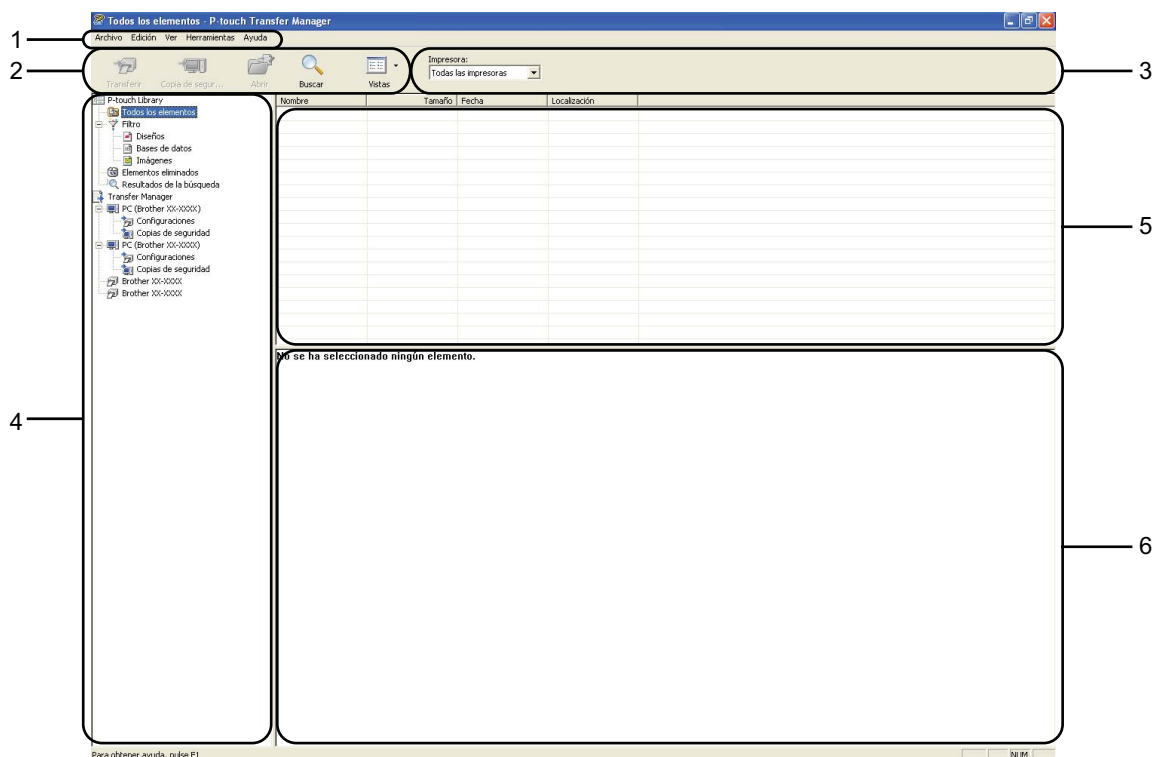 Todos los elementos - P-touch Transfer Manager
1
Archivo Edición Ver Herramientas Ayuda
2
Transferir Copia de segur... Abrir Buscar Vistas
Impresora:
Todas las impresoras
3
P-touch Library
Todos los elementos
Filtro
Diseños
Bases de datos
Imágenes
Elementos eliminados
Resultados de la búsqueda
Transfer Manager
PC (Brother XX-XXXX)
Configuraciones
Copias de seguridad
PC (Brother XX-XXXX)
Configuraciones
Copias de seguridad
Brother XX-XXXX
Brother XX-XXXX
4
Nombre Tamaño Fecha Localización
5
No se ha seleccionado ningún elemento.
6
Para obtener ayuda, pulse F1
NUM